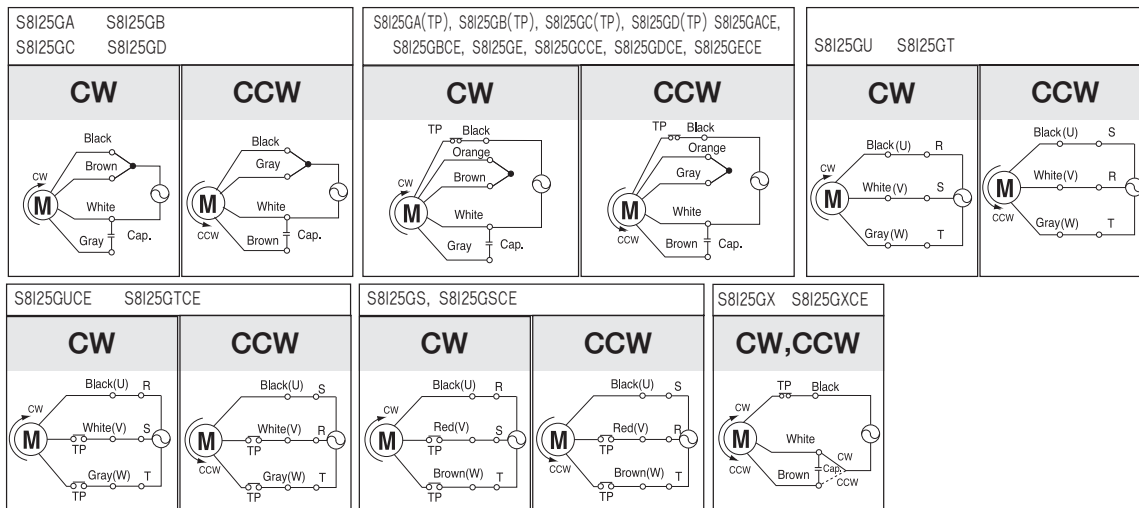 S8I25GA S8I25GB
S8I25GC S8I25GD
CW CCW
Black
Brown
CW
M
White
Gray Cap.
Black
Gray
M
White
CCW
Brown Cap.
S8I25GA(TP), S8I25GB(TP), S8I25GC(TP), S8I25GD(TP) S8I25GACE,
S8I25GBCE, S8I25GE, S8I25GCCE, S8I25GDCE, S8I25GECE
CW CCW
TP Black
Orange
CW
Brown
M
White
Gray Cap.
TP Black
Orange
Gray
M
White
CCW
Brown Cap.
S8I25GU S8I25GT
CW CCW
Black(U) R
CW
M
White(V) S
Gray(W) T
Black(U) S
M
White(V) R
CCW
Gray(W) T
S8I25GUCE S8I25GTCE
CW CCW
Black(U) R
CW
M
White(V) S
TP
Gray(W) T
TP
Black(U) S
M
White(V) R
TP
CCW
Gray(W) T
TP
S8I25GS, S8I25GSCE
CW CCW
Black(U) R
CW
M
Red(V) S
TP
Brown(W) T
TP
Black(U) S
M
Red(V) R
TP
CCW
Brown(W) T
TP
S8I25GX S8I25GXCE
CW,CCW
TP Black
CW
M
White
CW
CCW
Brown Cap.
CCW